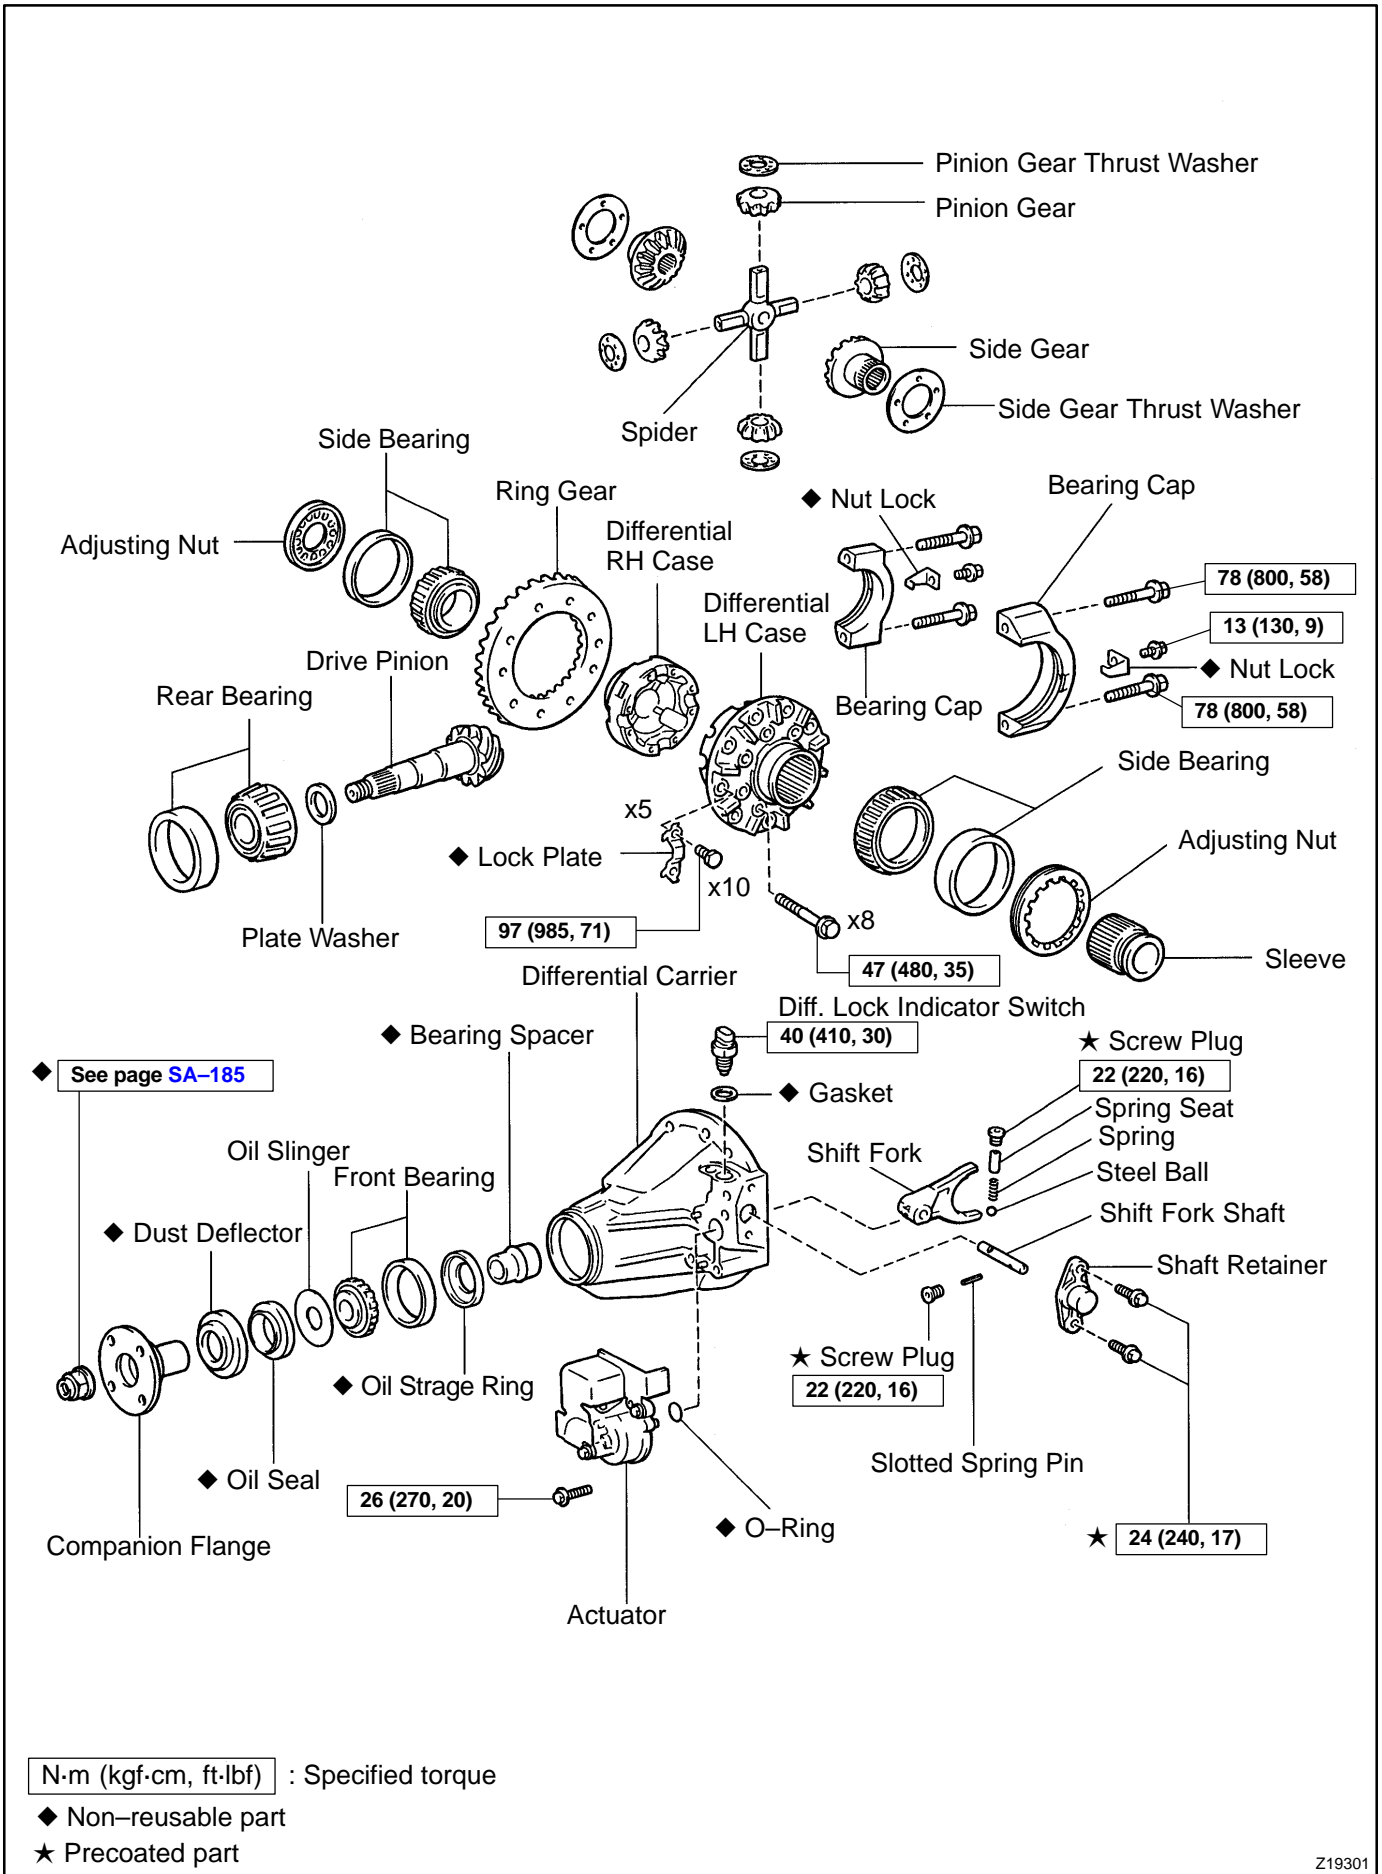 Pinion Gear Thrust Washer
Pinion Gear
Side Gear
Side Gear Thrust Washer
Spider
Side Bearing
Ring Gear
Adjusting Nut
Differential
RH Case
◆ Nut Lock
Bearing Cap
78 (800, 58)
13 (130, 9)
◆ Nut Lock
78 (800, 58)
Differential
LH Case
Bearing Cap
Drive Pinion
Rear Bearing
Side Bearing
x5
◆ Lock Plate
x10
Adjusting Nut
Plate Washer
97 (985, 71)
x8
47 (480, 35)
Sleeve
Differential Carrier
Diff. Lock Indicator Switch
40 (410, 30)
◆ Bearing Spacer
★ Screw Plug
22 (220, 16)
◆ See page SA–185
◆ Gasket
Spring Seat
Spring
Oil Slinger
Shift Fork
Steel Ball
Front Bearing
Shift Fork Shaft
◆ Dust Deflector
Shaft Retainer
★ Screw Plug
22 (220, 16)
◆ Oil Strage Ring
Slotted Spring Pin
◆ Oil Seal
26 (270, 20)
◆ O–Ring
★ 24 (240, 17)
Companion Flange
Actuator
N·m (kgf·cm, ft·lbf) : Specified torque
◆ Non–reusable part
★ Precoated part
Z19301